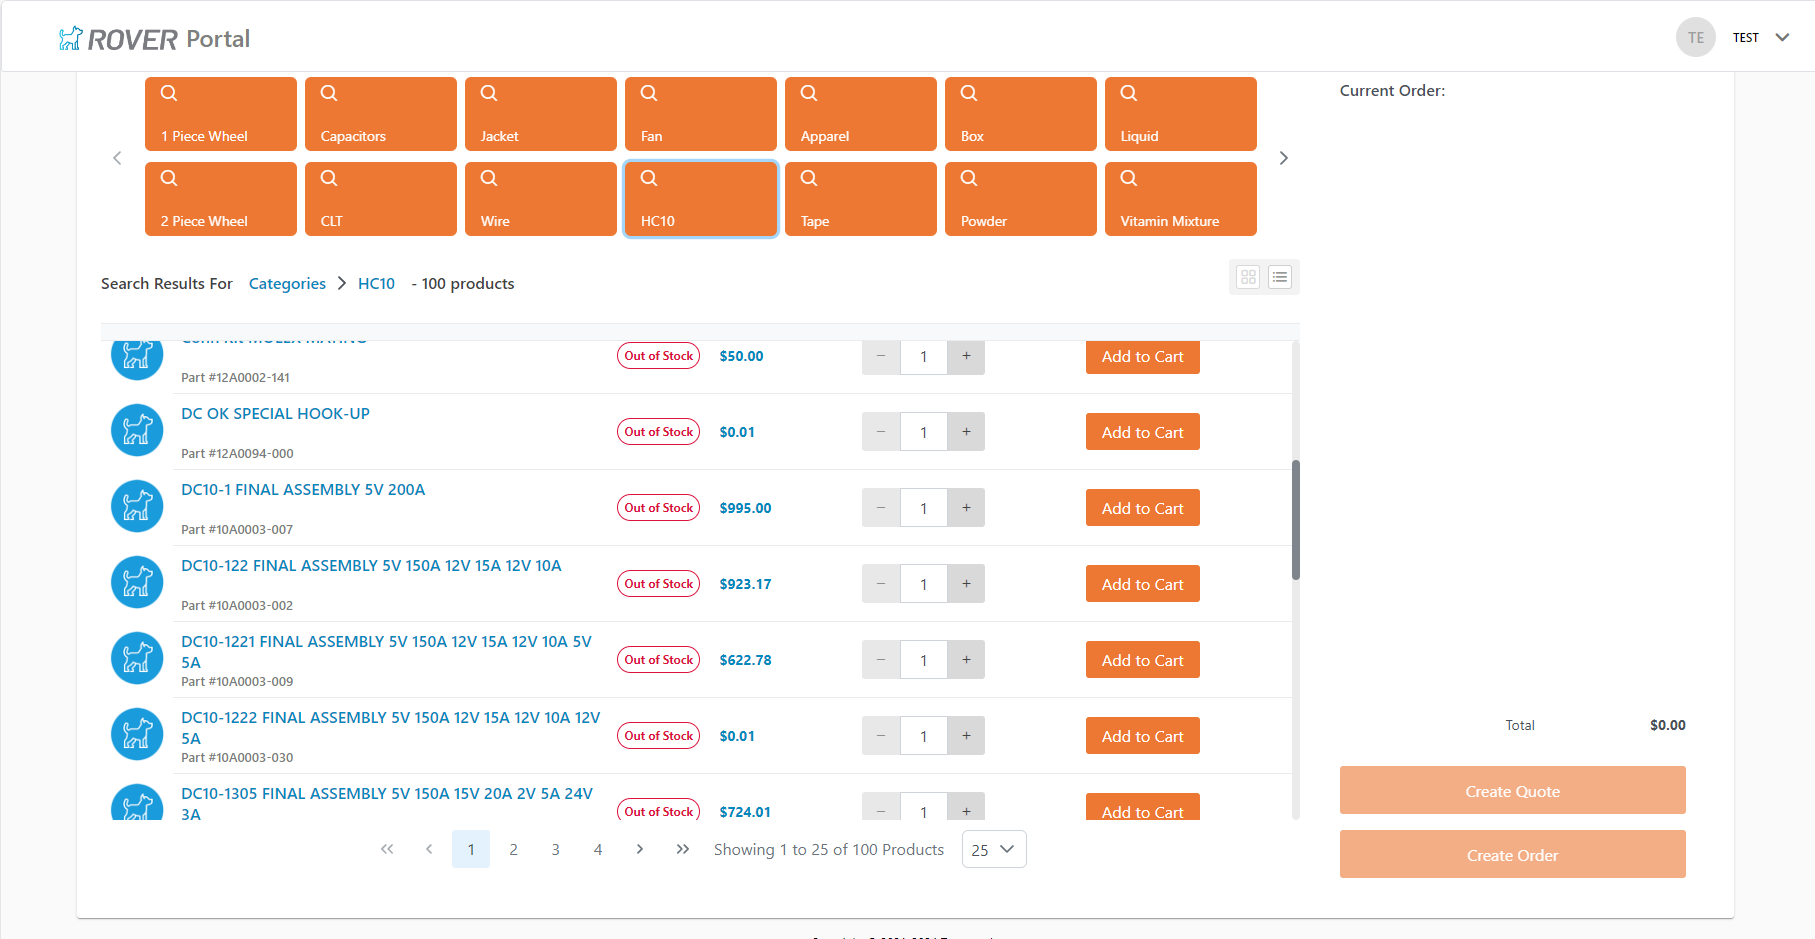 ROVER Portal
TE
TEST
1 Piece Wheel
Capacitors
Jacket
Fan
Apparel
Box
Liquid
2 Piece Wheel
CLT
Wire
HC10
Tape
Powder
Vitamin Mixture
Current Order:
Search Results For Categories > HC10 - 100 products
Part #12A0002-141
Out of Stock
$50.00
− 1 +
Add to Cart
DC OK SPECIAL HOOK-UP
Part #12A0094-000
Out of Stock
$0.01
− 1 +
Add to Cart
DC10-1 FINAL ASSEMBLY 5V 200A
Part #10A0003-007
Out of Stock
$995.00
− 1 +
Add to Cart
DC10-122 FINAL ASSEMBLY 5V 150A 12V 15A 12V 10A
Part #10A0003-002
Out of Stock
$923.17
− 1 +
Add to Cart
DC10-1221 FINAL ASSEMBLY 5V 150A 12V 15A 12V 10A 5V
5A
Part #10A0003-009
Out of Stock
$622.78
− 1 +
Add to Cart
DC10-1222 FINAL ASSEMBLY 5V 150A 12V 15A 12V 10A 12V
5A
Part #10A0003-030
Out of Stock
$0.01
− 1 +
Add to Cart
DC10-1305 FINAL ASSEMBLY 5V 150A 15V 20A 2V 5A 24V
3A
Out of Stock
$724.01
− 1 +
Add to Cart
« ‹ 1 2 3 4 › » Showing 1 to 25 of 100 Products 25
Total $0.00
Create Quote
Create Order